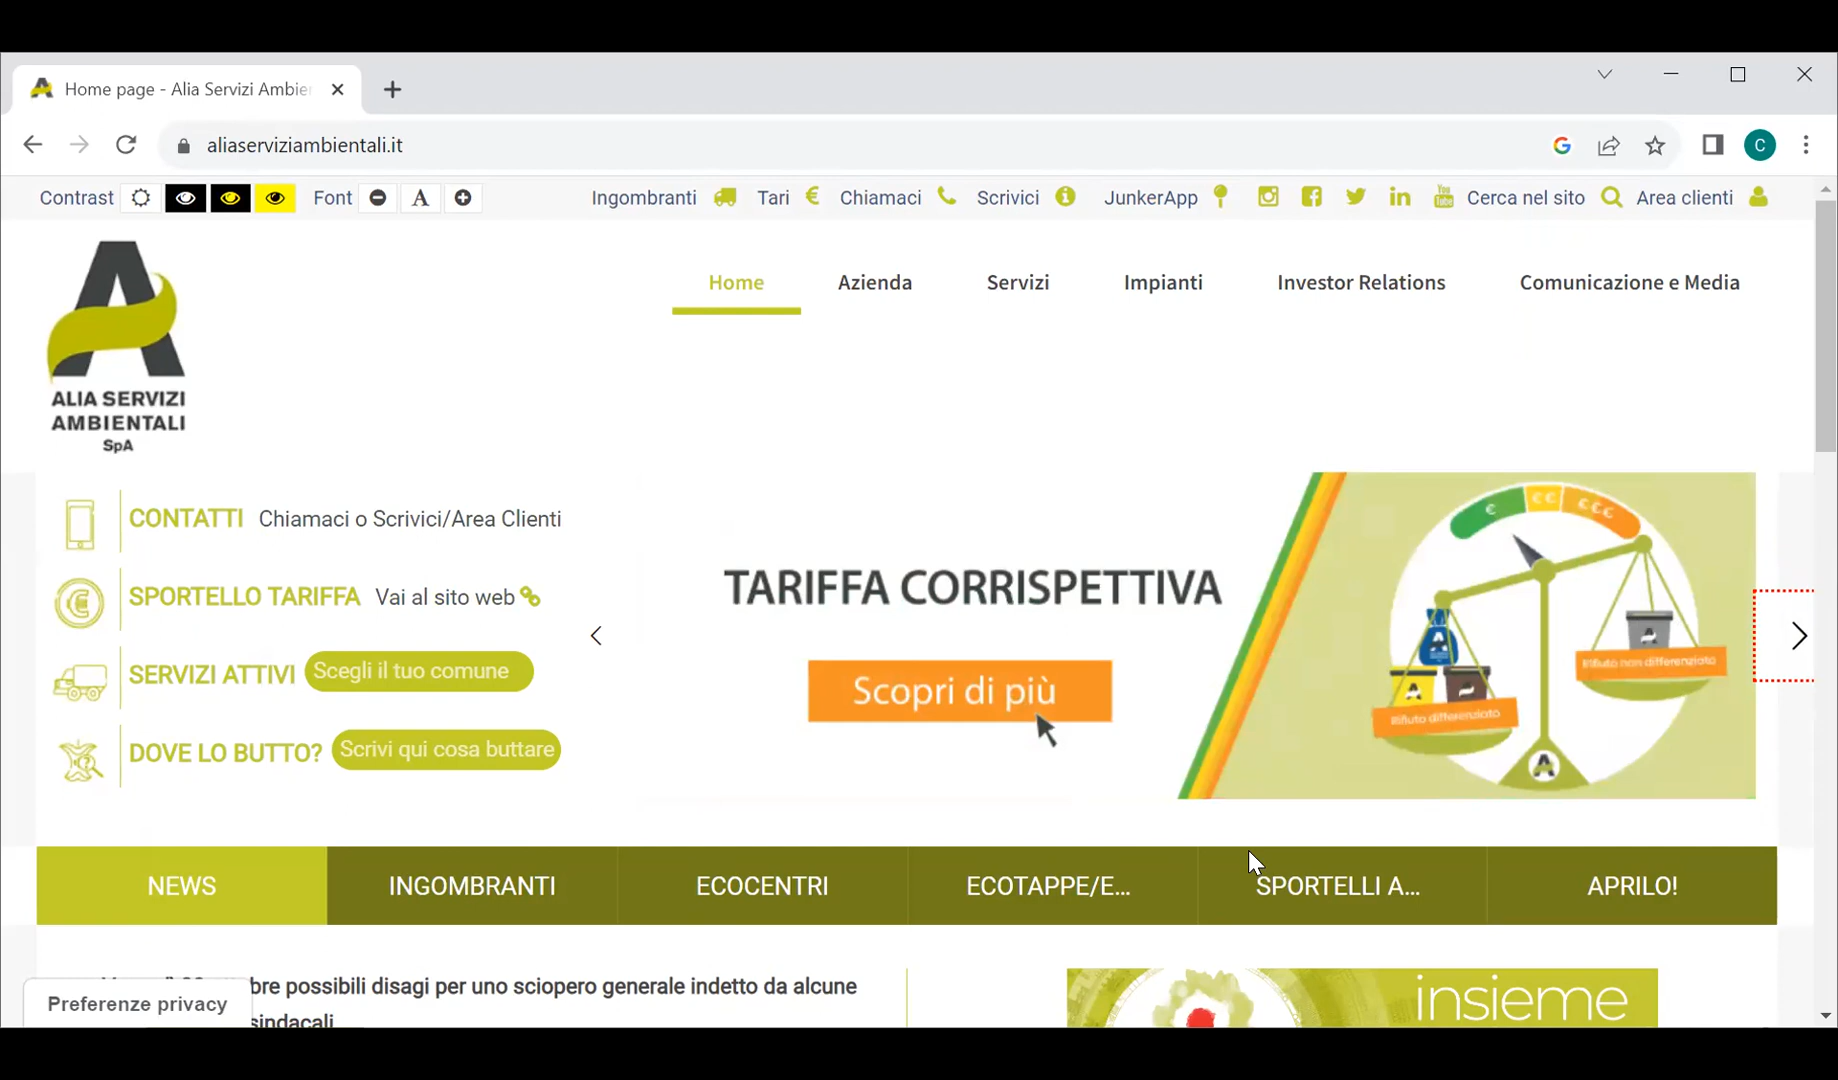 Home page - Alia Servizi Ambie
aliaserviziambientali.it
C
Contrast Font A Ingombranti Tari € Chiamaci Scrivici JunkerApp You Tube Cerca nel sito Area clienti
ALIA SERVIZI
AMBIENTALI
SpA
Home Azienda Servizi Impianti Investor Relations Comunicazione e Media
CONTATTI Chiamaci o Scrivici/Area Clienti
SPORTELLO TARIFFA Vai al sito web
SERVIZI ATTIVI Scegli il tuo comune
DOVE LO BUTTO? Scrivi qui cosa buttare
TARIFFA CORRISPETTIVA
Scopri di più
€ €€ €€€
Rifiuto non differenziato
Rifiuto differenziato
NEWS INGOMBRANTI ECOCENTRI ECOTAPPE/E... SPORTELLI A... APRILO!
bre possibili disagi per uno sciopero generale indetto da alcune
sindacali
Preferenze privacy
insieme